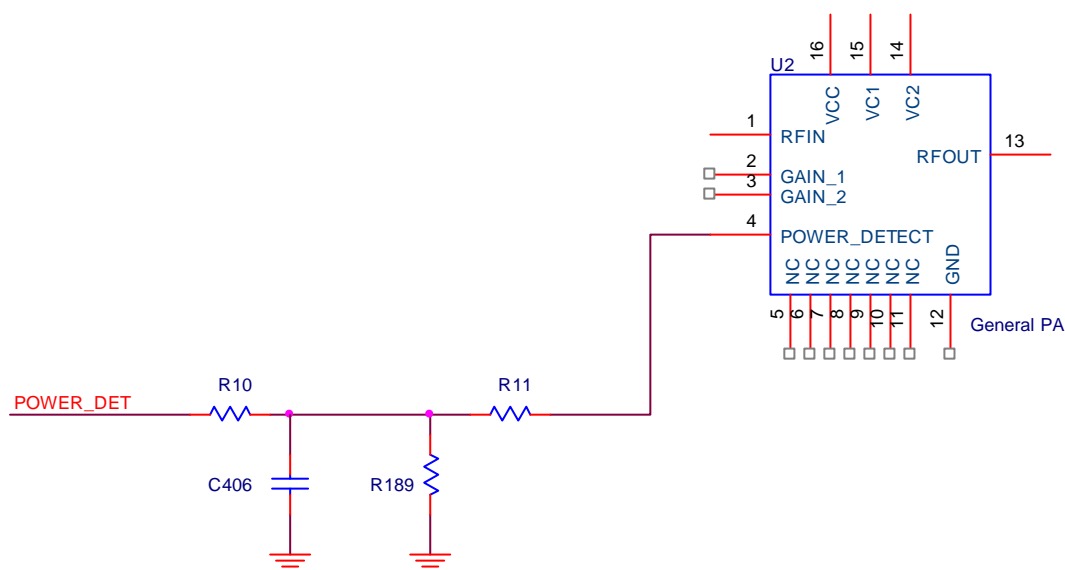 16
15
14
U2
VCC
VC1
VC2
1
RFIN
13
RFOUT
2
GAIN_1
3
GAIN_2
4
POWER_DETECT
NC
NC
NC
NC
NC
NC
NC
GND
5
6
7
8
9
10
11
12
General PA
R10
R11
POWER_DET
C406
R189